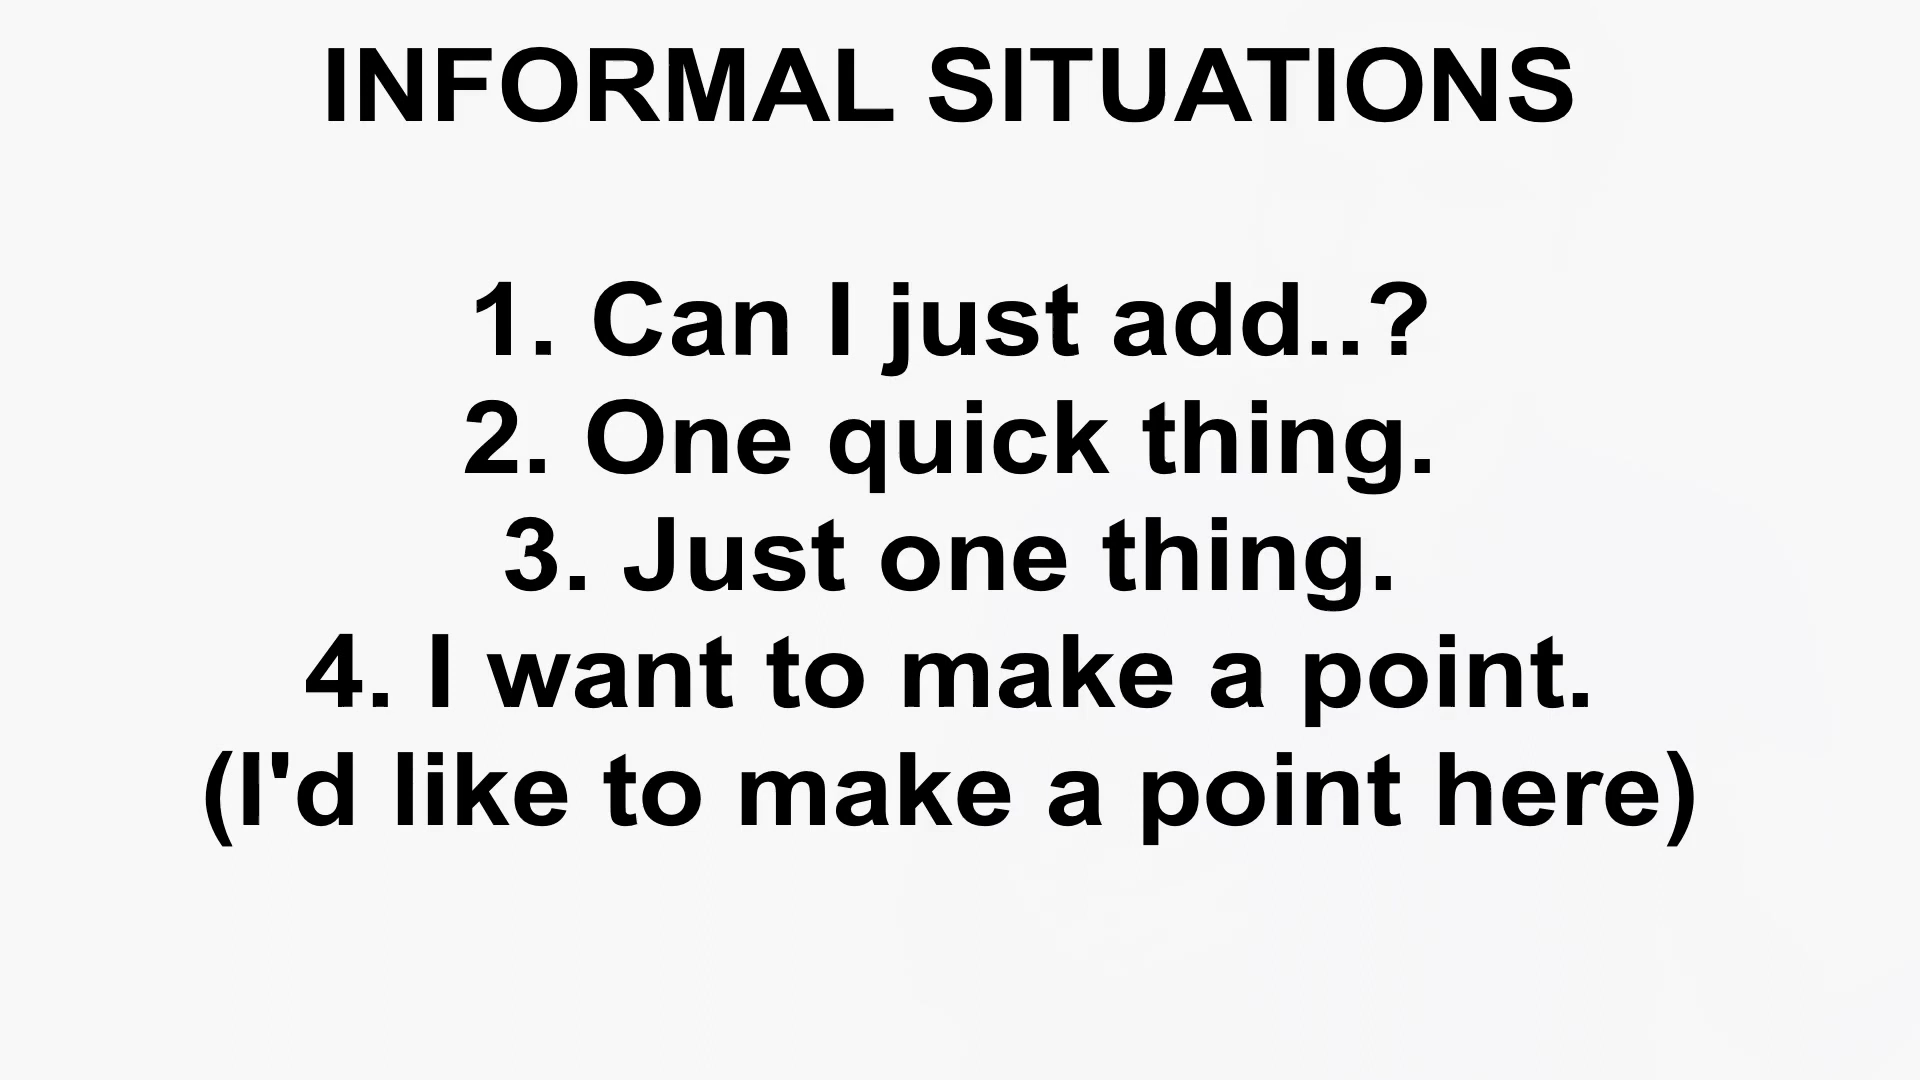 INFORMAL SITUATIONS
1. Can I just add..?
2. One quick thing.
3. Just one thing.
4. I want to make a point.
(I'd like to make a point here)